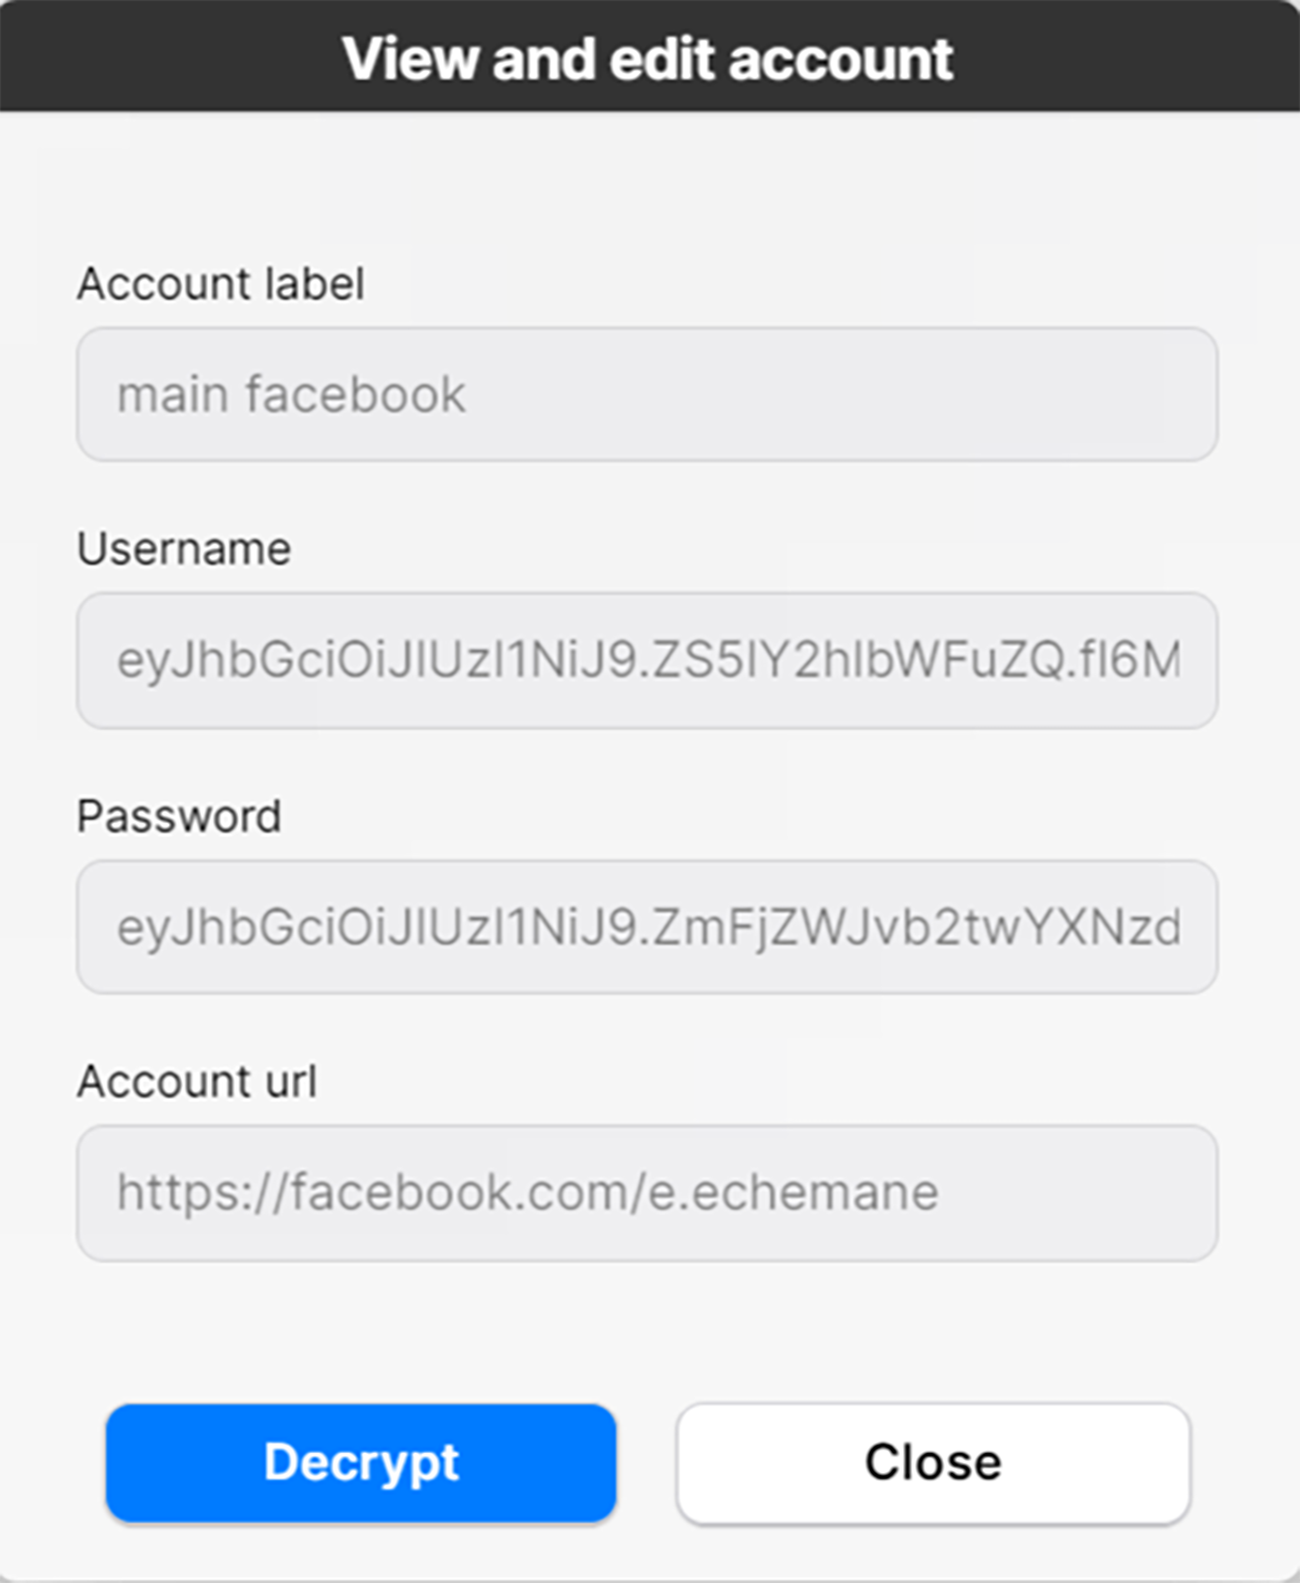 View and edit account
Account label
main facebook
Username
eyJhbGciOiJIUzI1NiJ9.ZS5lY2hlbWFuZQ.fI6M
Password
eyJhbGciOiJIUzI1NiJ9.ZmFjZWJvb2twYXNzd
Account url
https://facebook.com/e.echemane
Decrypt
Close